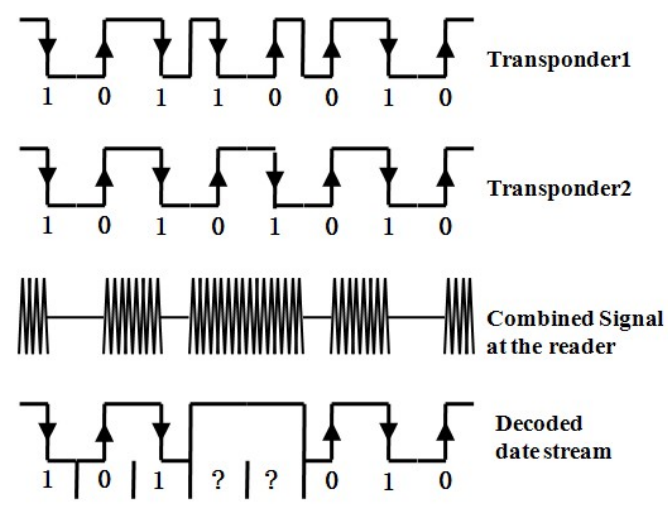 Transponder1
1 0 1 1 0 0 1 0
Transponder2
1 0 1 0 1 0 1 0
Combined Signal
at the reader
Decoded
date stream
1 0 1 ? ? 0 1 0